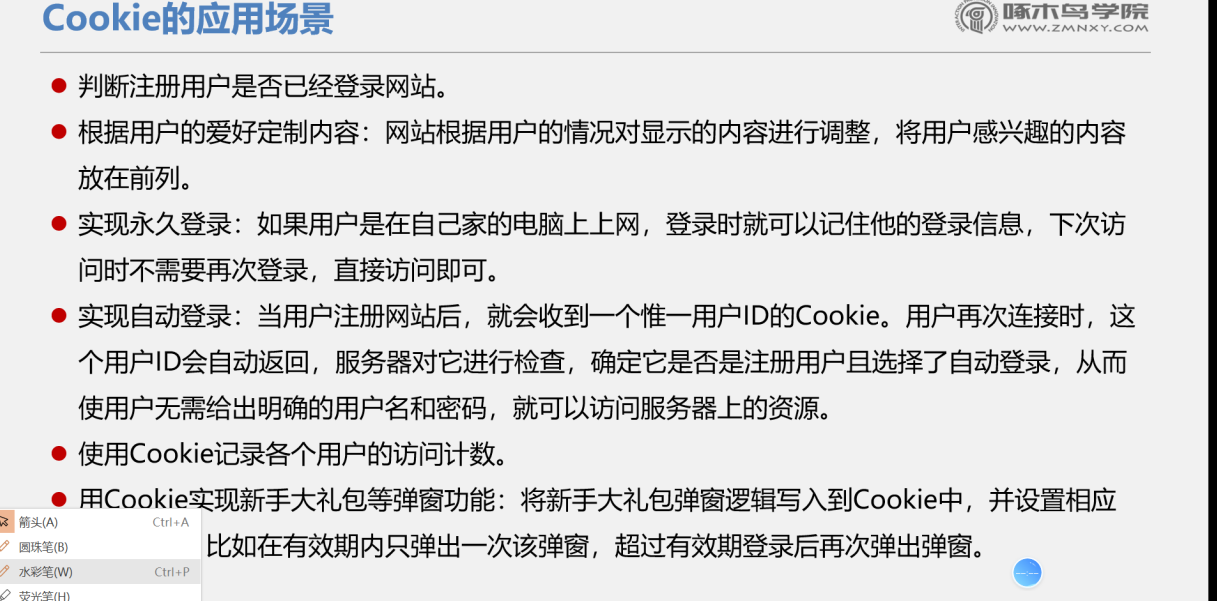 Cookie的应用场景
啄木鸟学院
WWW.ZMNXY.COM
判断注册用户是否已经登录网站。
根据用户的爱好定制内容：网站根据用户的情况对显示的内容进行调整，将用户感兴趣的内容
放在前列。
实现永久登录：如果用户是在自己家的电脑上上网，登录时就可以记住他的登录信息，下次访
问时不需要再次登录，直接访问即可。
实现自动登录：当用户注册网站后，就会收到一个惟一用户ID的Cookie。用户再次连接时，这
个用户ID会自动返回，服务器对它进行检查，确定它是否是注册用户且选择了自动登录，从而
使用户无需给出明确的用户名和密码，就可以访问服务器上的资源。
使用Cookie记录各个用户的访问计数。
用Cookie实现新手大礼包等弹窗功能：将新手大礼包弹窗逻辑写入到Cookie中，并设置相应
比如在有效期内只弹出一次该弹窗，超过有效期登录后再次弹出弹窗。
箭头(A) Ctrl+A
圆珠笔(B)
水彩笔(W) Ctrl+P
荧光笔(H)